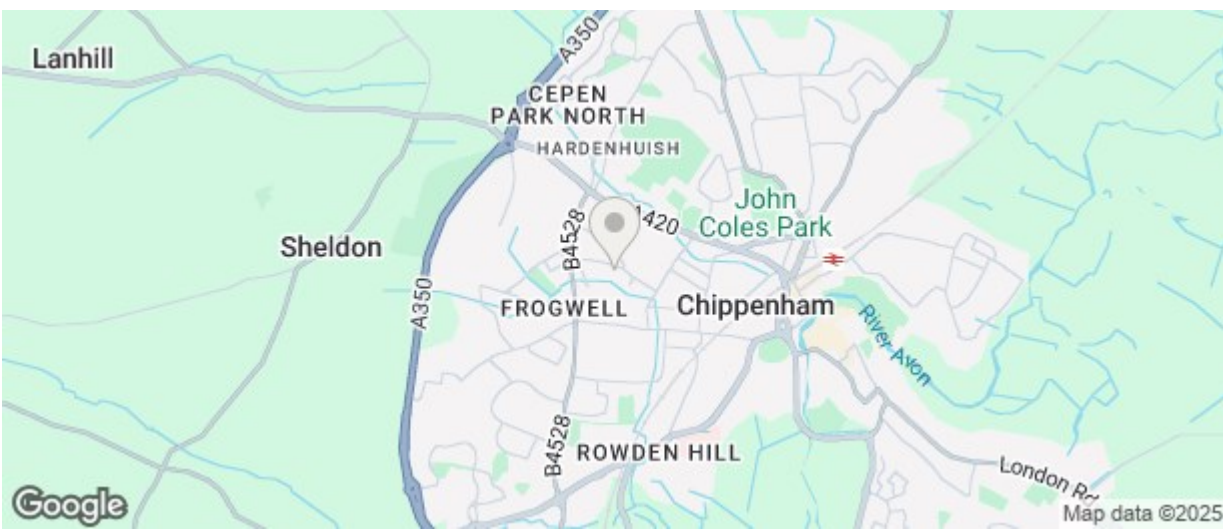 Lanhill
A350
CEPEN
PARK NORTH
HARDENHUISH
John
Coles Park
A420
B4528
Sheldon
A350
FROGWELL
Chippenham
River Avon
B4528
ROWDEN HILL
London Rd
Google
Map data ©2025